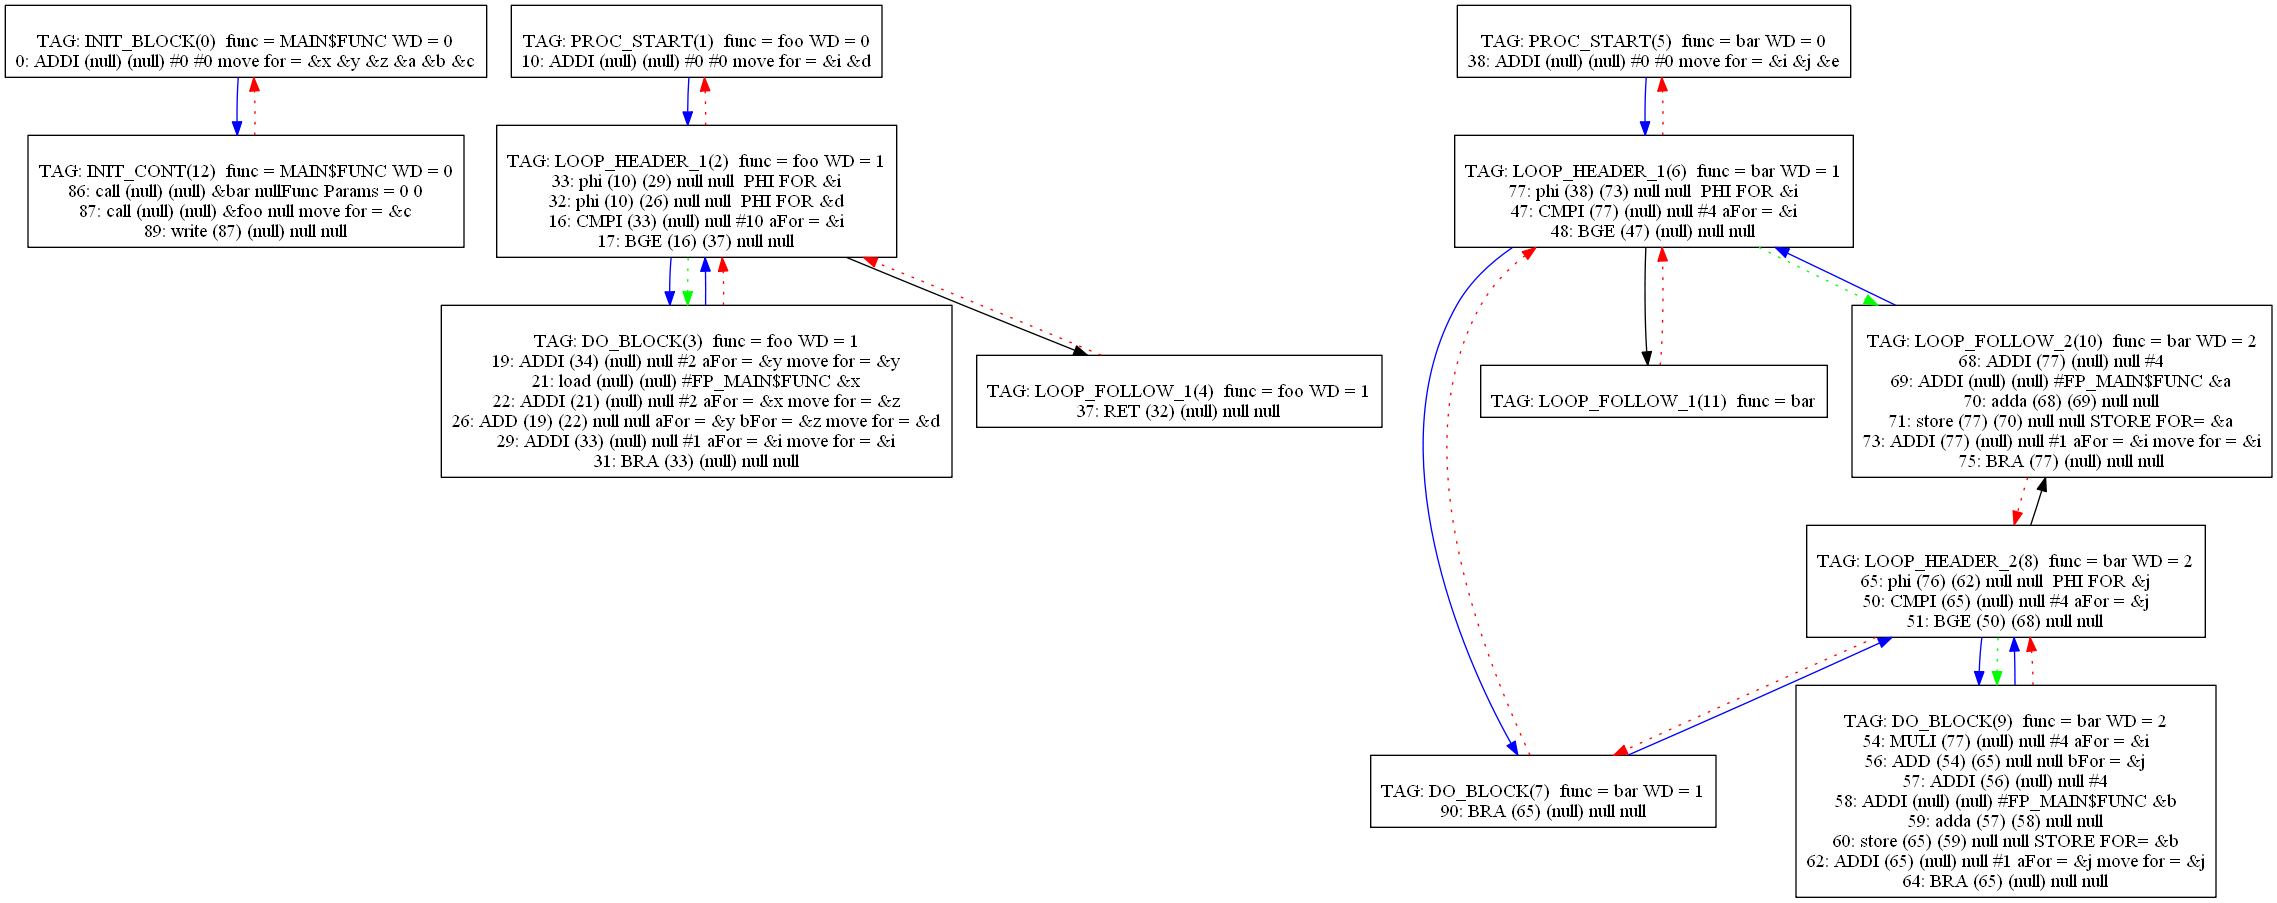 TAG: INIT_BLOCK(0) func = MAIN$FUNC WD = 0
0: ADDI (null) (null) #0 #0 move for = &x &y &z &a &b &c
TAG: INIT_CONT(12) func = MAIN$FUNC WD = 0
86: call (null) (null) &bar nullFunc Params = 0 0
87: call (null) (null) &foo null move for = &c
89: write (87) (null) null null
TAG: PROC_START(1) func = foo WD = 0
10: ADDI (null) (null) #0 #0 move for = &i &d
TAG: LOOP_HEADER_1(2) func = foo WD = 1
33: phi (10) (29) null null PHI FOR &i
32: phi (10) (26) null null PHI FOR &d
16: CMPI (33) (null) null #10 aFor = &i
17: BGE (16) (37) null null
TAG: DO_BLOCK(3) func = foo WD = 1
19: ADDI (34) (null) null #2 aFor = &y move for = &y
21: load (null) (null) #FP_MAIN$FUNC &x
22: ADDI (21) (null) null #2 aFor = &x move for = &z
26: ADD (19) (22) null null aFor = &y bFor = &z move for = &d
29: ADDI (33) (null) null #1 aFor = &i move for = &i
31: BRA (33) (null) null null
TAG: LOOP_FOLLOW_1(4) func = foo WD = 1
37: RET (32) (null) null null
TAG: PROC_START(5) func = bar WD = 0
38: ADDI (null) (null) #0 #0 move for = &i &j &e
TAG: LOOP_HEADER_1(6) func = bar WD = 1
77: phi (38) (73) null null PHI FOR &i
47: CMPI (77) (null) null #4 aFor = &i
48: BGE (47) (null) null null
TAG: LOOP_FOLLOW_1(11) func = bar
TAG: LOOP_FOLLOW_2(10) func = bar WD = 2
68: ADDI (77) (null) null #4
69: ADDI (null) (null) #FP_MAIN$FUNC &a
70: adda (68) (69) null null
71: store (77) (70) null null STORE FOR= &a
73: ADDI (77) (null) null #1 aFor = &i move for = &i
75: BRA (77) (null) null null
TAG: LOOP_HEADER_2(8) func = bar WD = 2
65: phi (76) (62) null null PHI FOR &j
50: CMPI (65) (null) null #4 aFor = &j
51: BGE (50) (68) null null
TAG: DO_BLOCK(7) func = bar WD = 1
90: BRA (65) (null) null null
TAG: DO_BLOCK(9) func = bar WD = 2
54: MULI (77) (null) null #4 aFor = &i
56: ADD (54) (65) null null bFor = &j
57: ADDI (56) (null) null #4
58: ADDI (null) (null) #FP_MAIN$FUNC &b
59: adda (57) (58) null null
60: store (65) (59) null null STORE FOR= &b
62: ADDI (65) (null) null #1 aFor = &j move for = &j
64: BRA (65) (null) null null